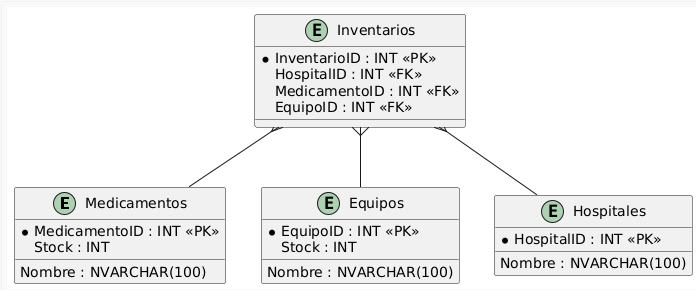 E Inventarios
• InventarioID : INT «PK»
HospitalID : INT «FK»
MedicamentoID : INT «FK»
EquipoID : INT «FK»
E Medicamentos
• MedicamentoID : INT «PK»
Stock : INT
Nombre : NVARCHAR(100)
E Equipos
• EquipoID : INT «PK»
Stock : INT
Nombre : NVARCHAR(100)
E Hospitales
• HospitalID : INT «PK»
Nombre : NVARCHAR(100)